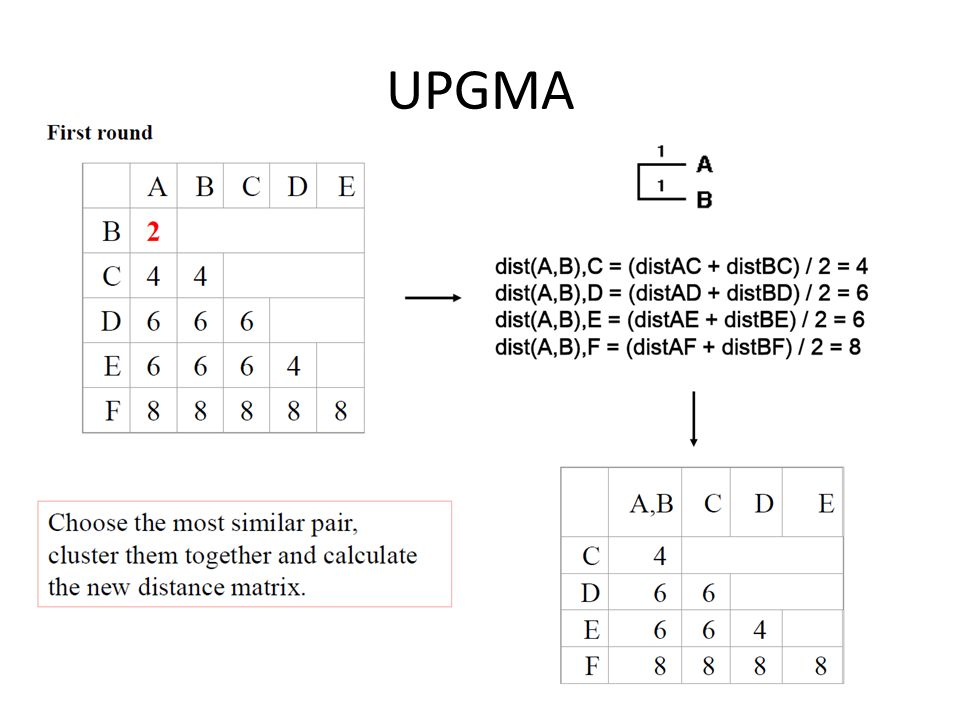 UPGMA
First round
A B C D E
B 2
C 4 4
D 6 6 6
E 6 6 6 4
F 8 8 8 8 8
1 A
1 B
dist(A,B),C = (distAC + distBC) / 2 = 4
dist(A,B),D = (distAD + distBD) / 2 = 6
dist(A,B),E = (distAE + distBE) / 2 = 6
dist(A,B),F = (distAF + distBF) / 2 = 8
Choose the most similar pair,
cluster them together and calculate
the new distance matrix.
A,B C D E
C 4
D 6 6
E 6 6 4
F 8 8 8 8